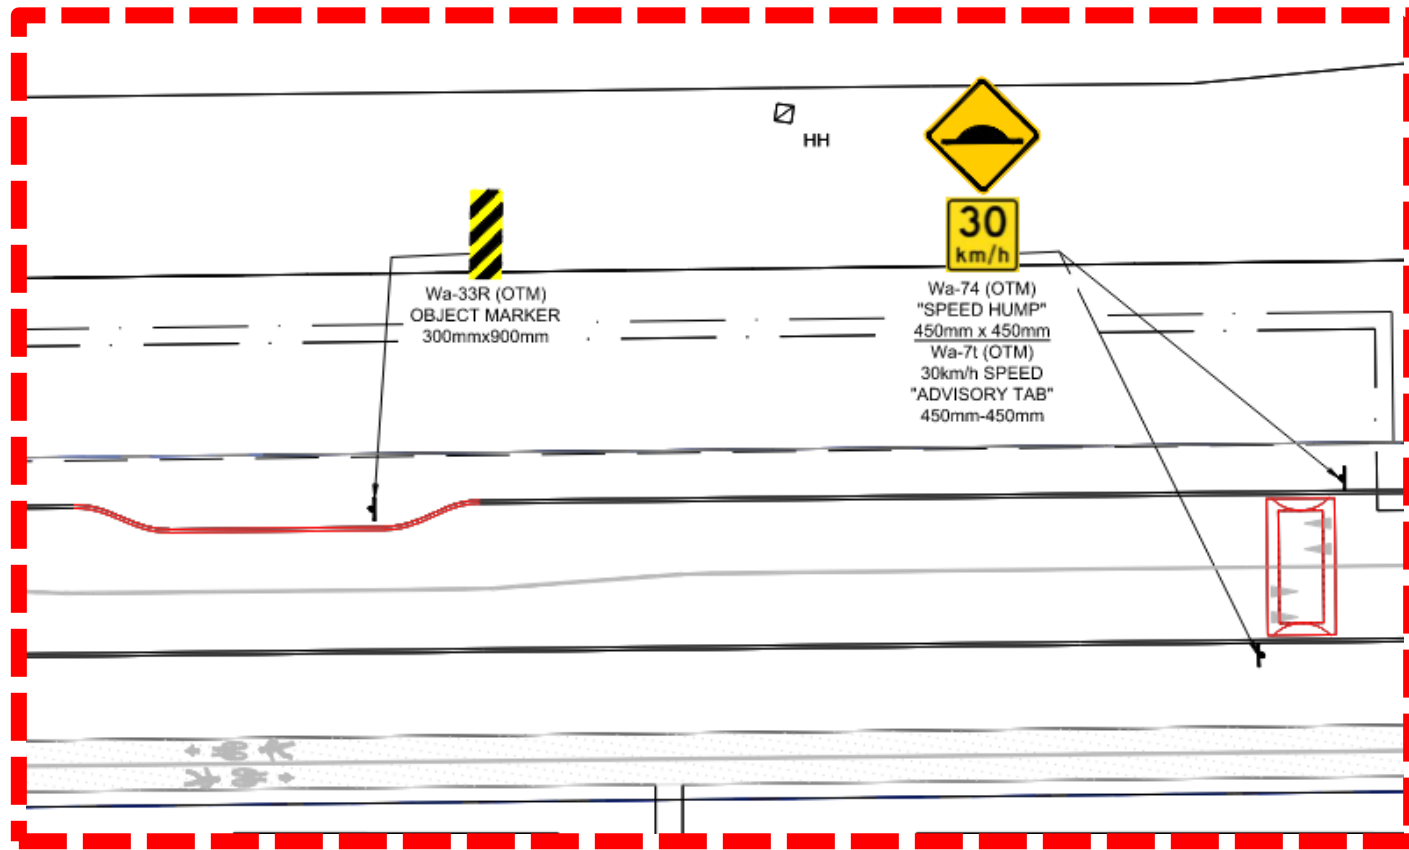 HH
30
km/h
Wa-33R (OTM)
OBJECT MARKER
300mmx900mm
Wa-74 (OTM)
"SPEED HUMP"
450mm x 450mm
Wa-7t (OTM)
30km/h SPEED
"ADVISORY TAB"
450mm-450mm